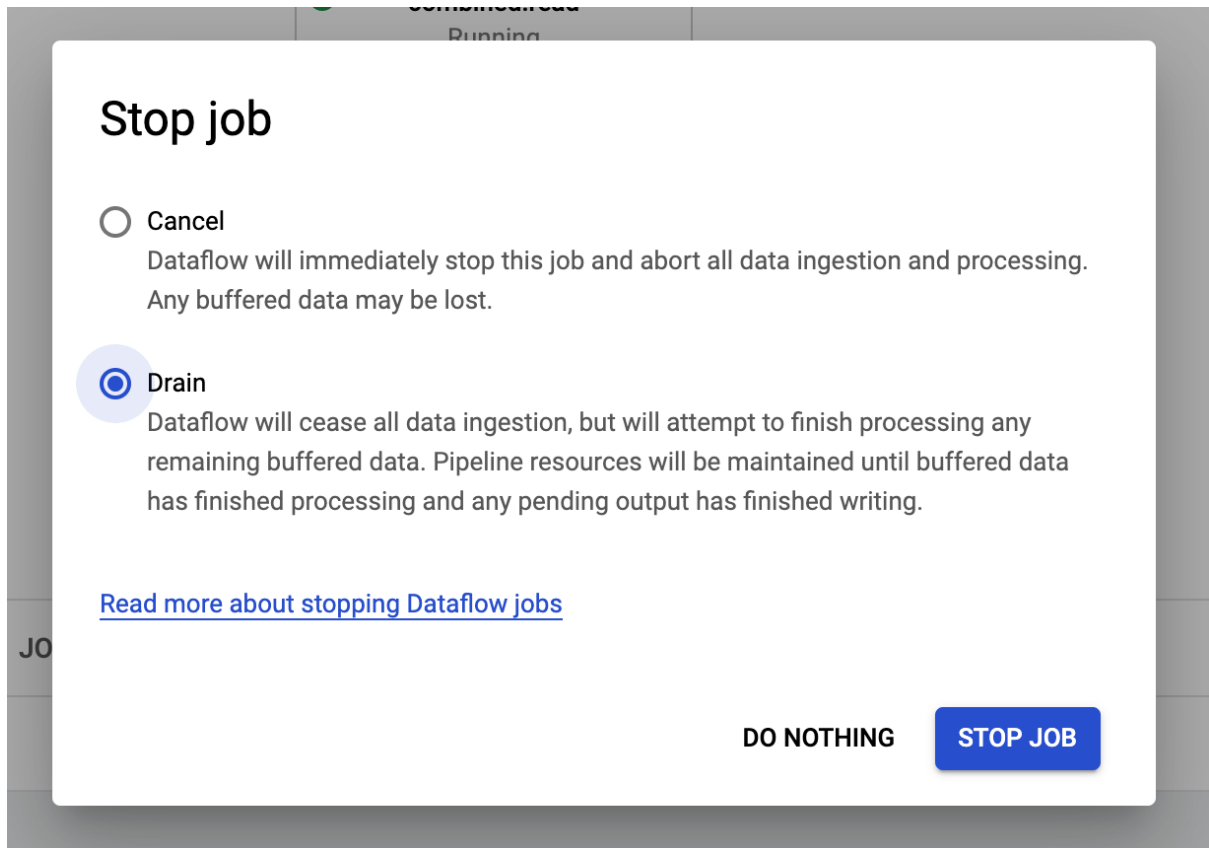 combined.read
Running
Stop job
Cancel
Dataflow will immediately stop this job and abort all data ingestion and processing.
Any buffered data may be lost.
Drain
Dataflow will cease all data ingestion, but will attempt to finish processing any
remaining buffered data. Pipeline resources will be maintained until buffered data
has finished processing and any pending output has finished writing.
Read more about stopping Dataflow jobs
JO
DO NOTHING
STOP JOB